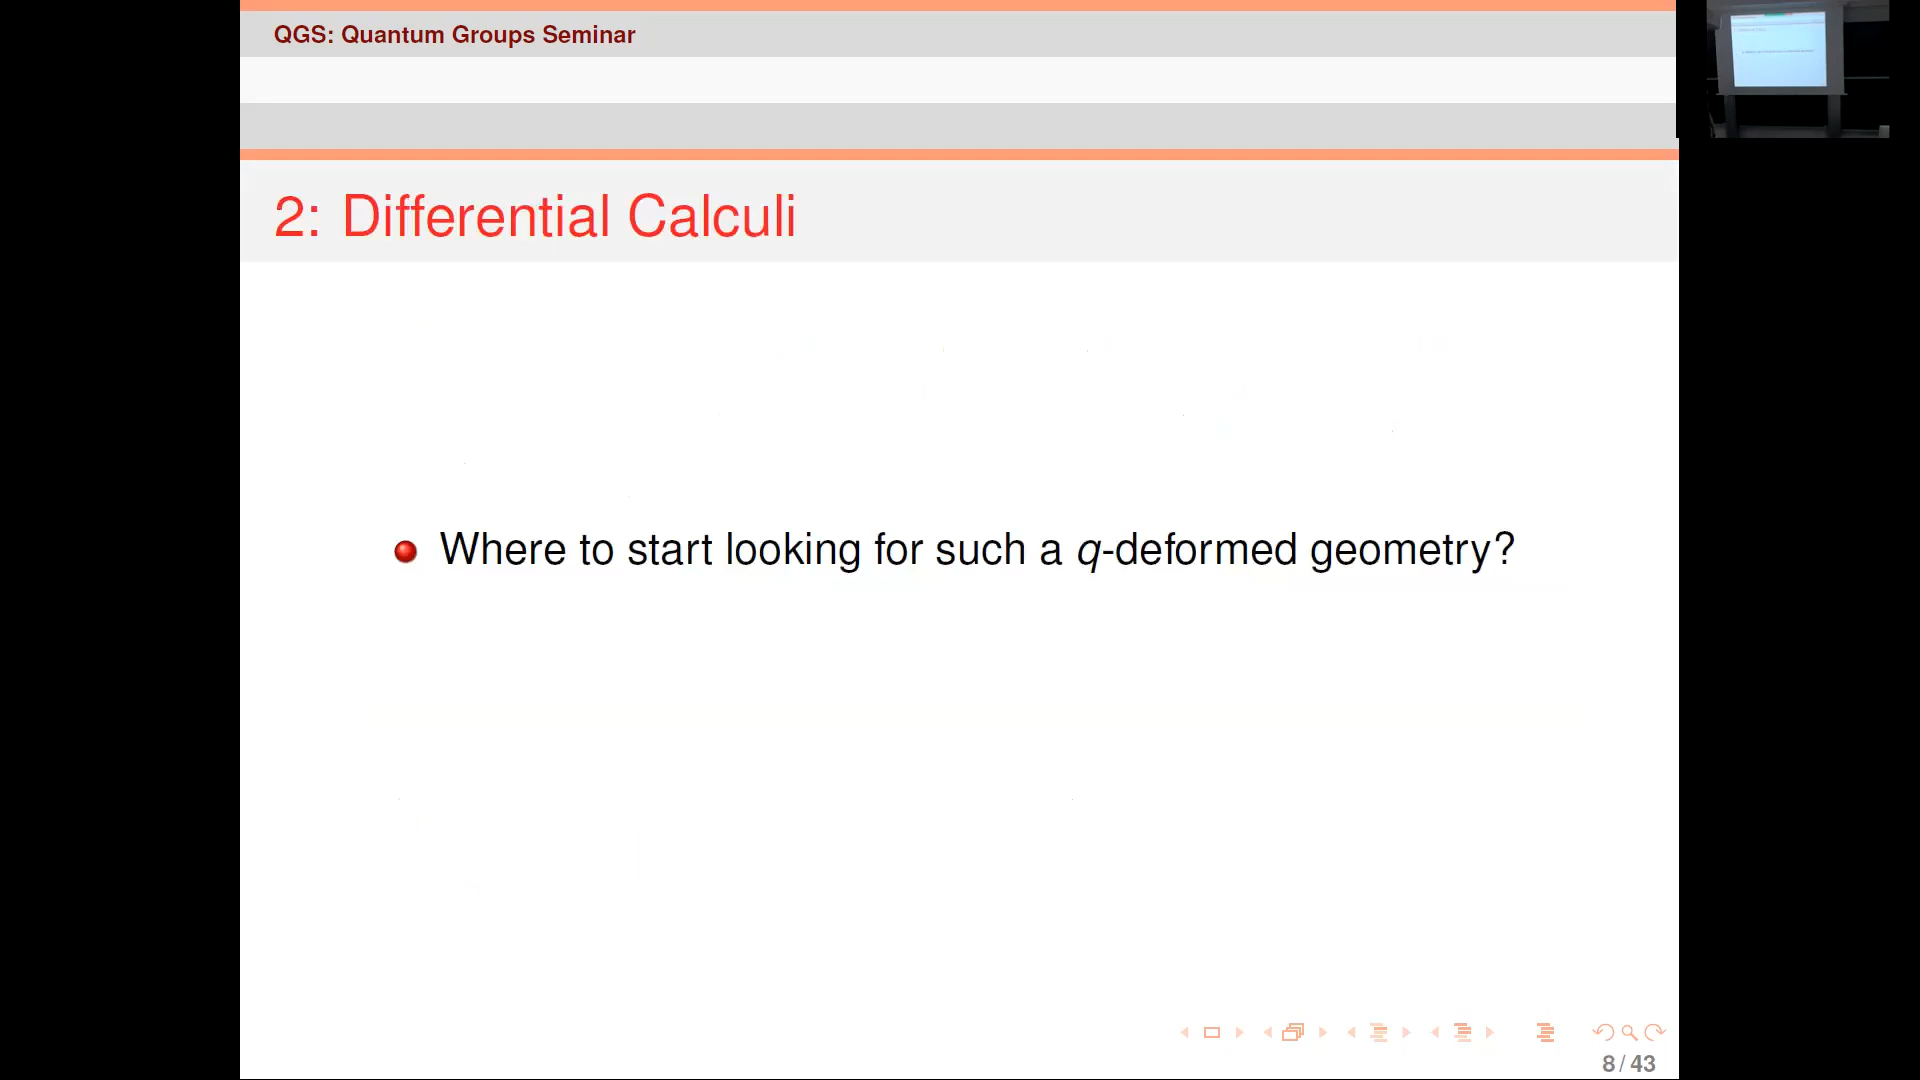 QGS: Quantum Groups Seminar
2: Differential Calculi
Where to start looking for such a q-deformed geometry?
8 / 43